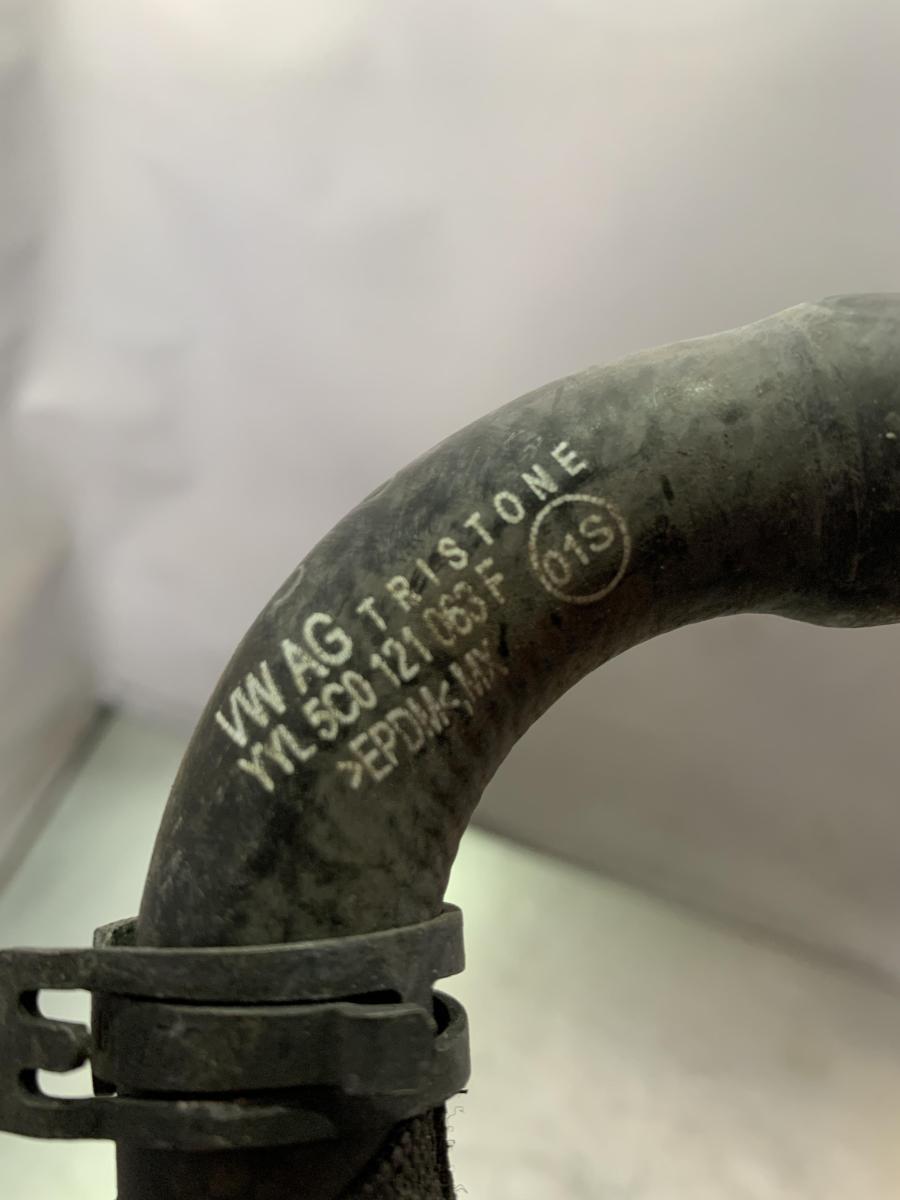 VW AG TRISTONE
YYL 5C0 121 063 F 01S
>EPDM<,MX